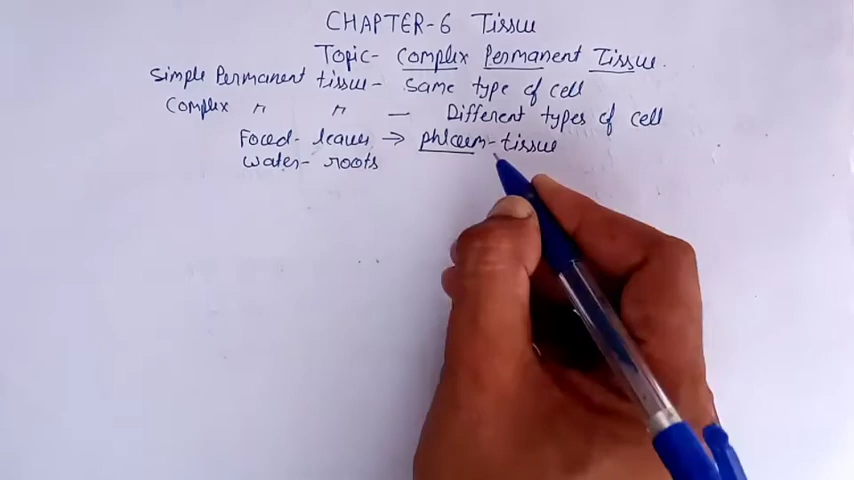 CHAPTER-6 Tissue
Topic- Complex Permanent Tissue.
Simple Permanent tissue- same type of cell
Complex " " - Different types of cell
Food- leaves → phloem-tissue
water- roots